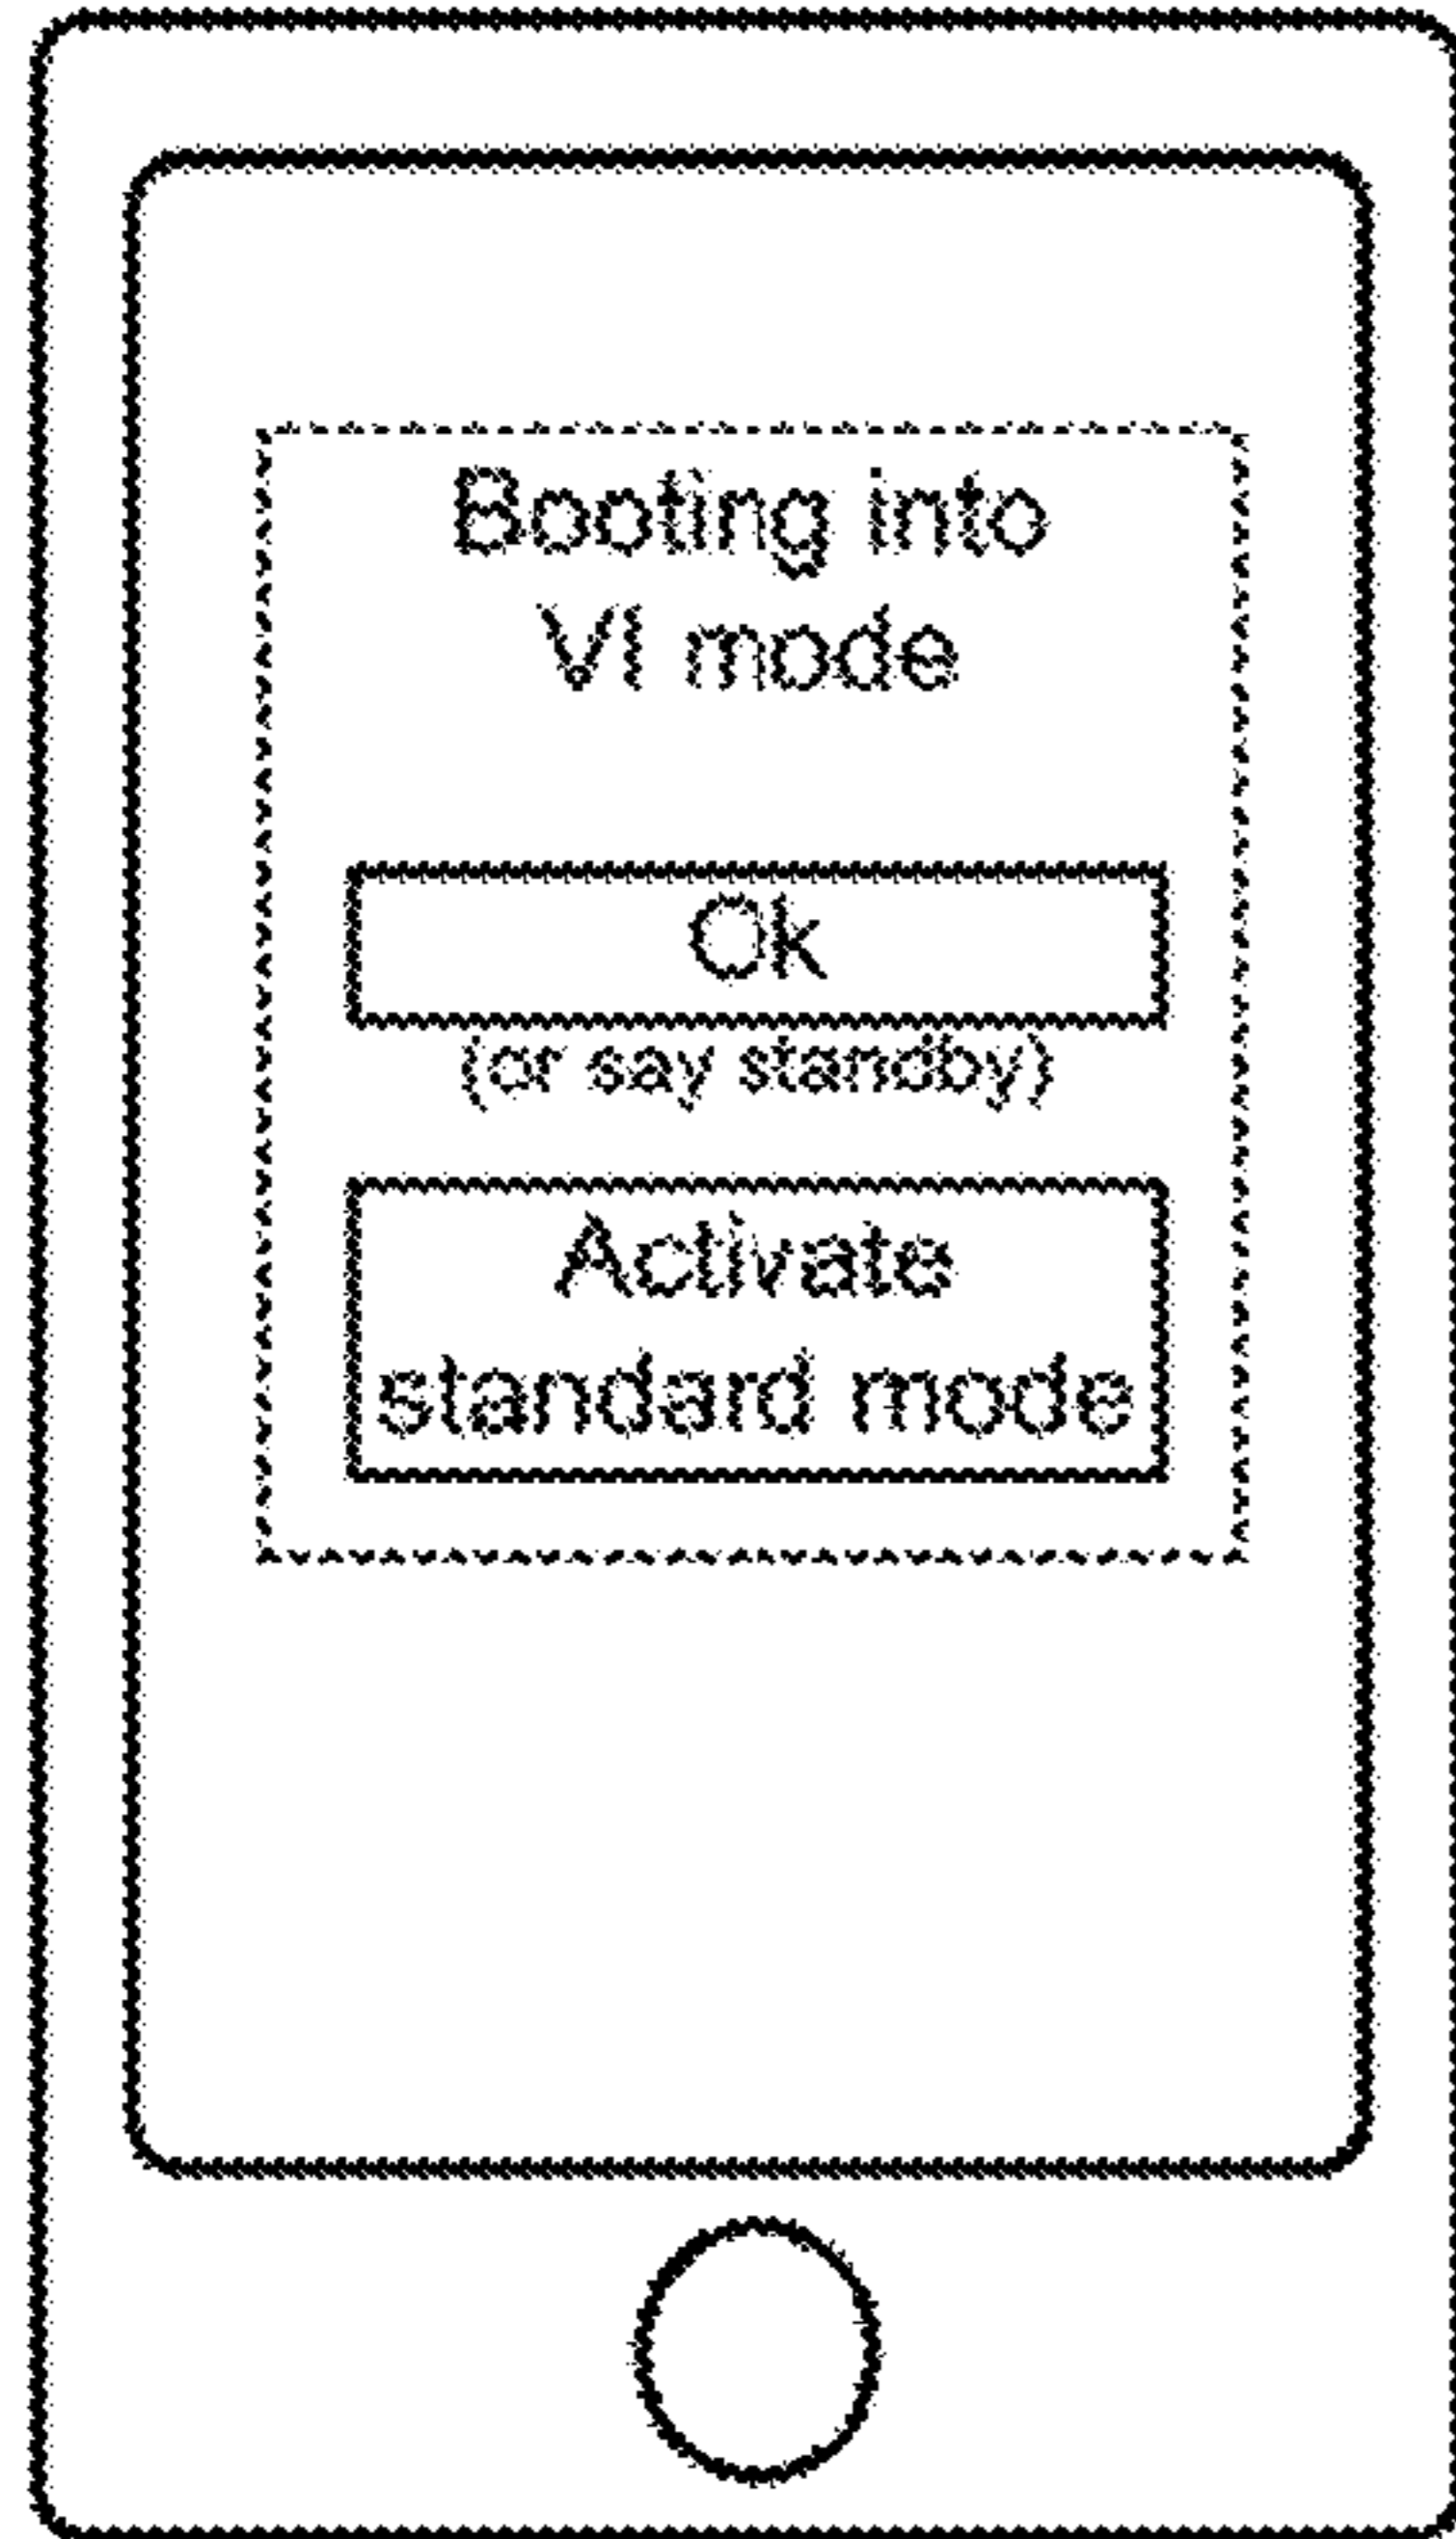 Booting into
VI mode
Ok
(or say standby)
Activate
standard mode